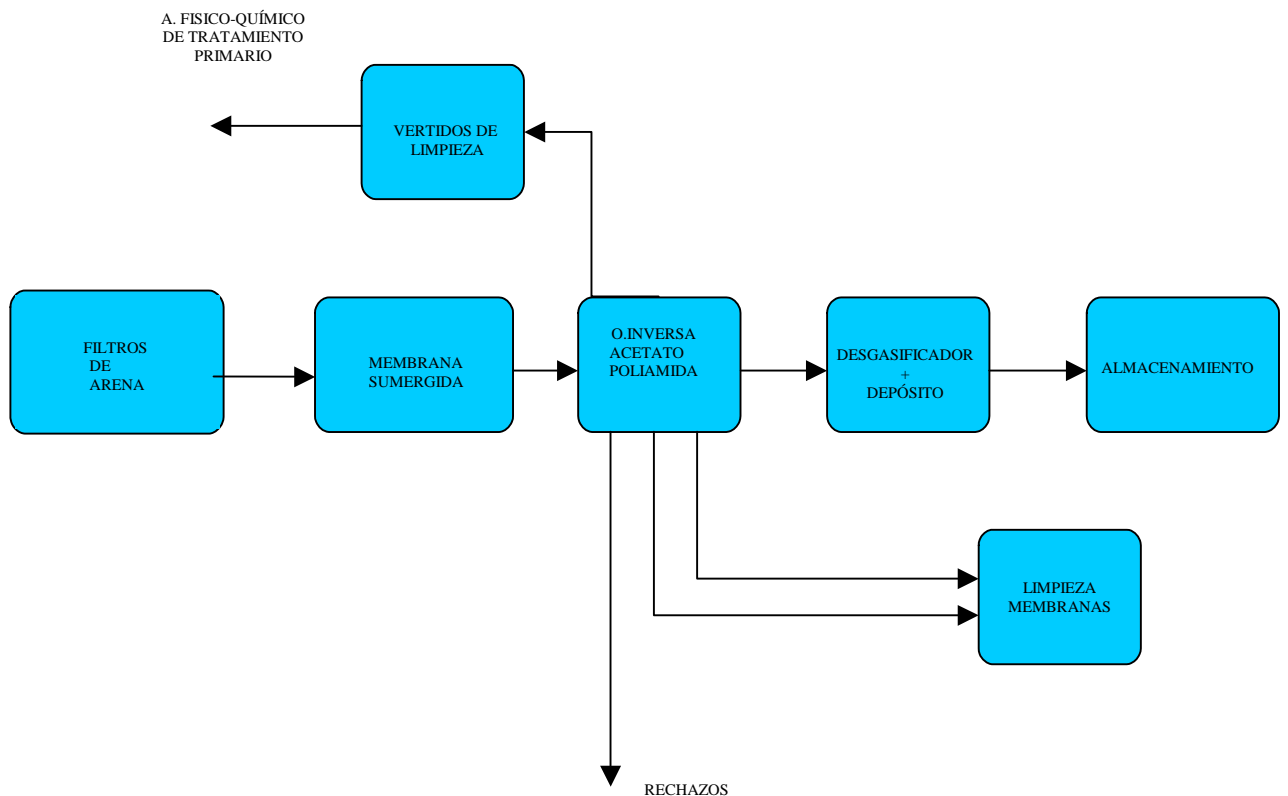 A. FISICO-QUÍMICO
DE TRATAMIENTO
PRIMARIO
VERTIDOS DE
LIMPIEZA
FILTROS
DE
ARENA
MEMBRANA
SUMERGIDA
O.INVERSA
ACETATO
POLIAMIDA
DESGASIFICADOR
+
DEPÓSITO
ALMACENAMIENTO
LIMPIEZA
MEMBRANAS
RECHAZOS